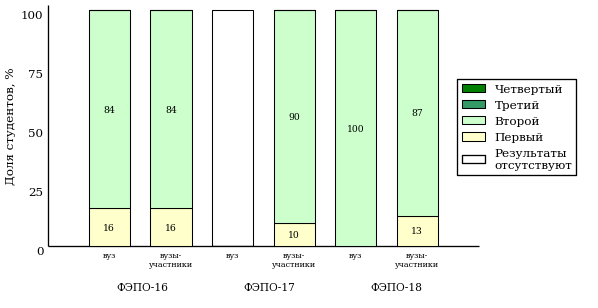 Доля студентов, %
100
75
50
25
0
84
16
84
16
90
10
100
87
13
вуз
вузы-
участники
вуз
вузы-
участники
вуз
вузы-
участники
ФЭПО-16
ФЭПО-17
ФЭПО-18
Четвертый
Третий
Второй
Первый
Результаты
отсутствуют